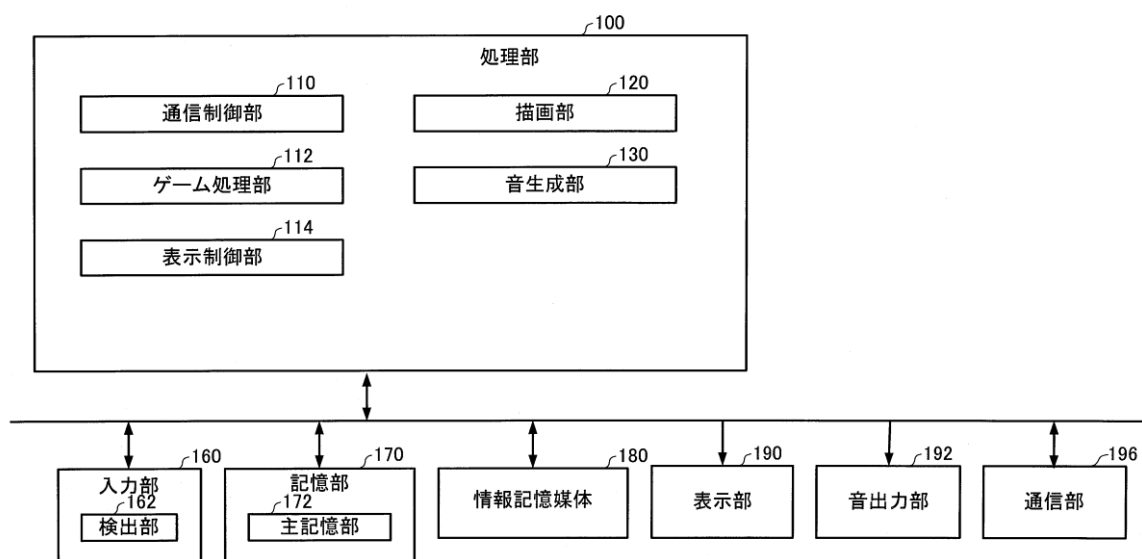 100
処理部
110
通信制御部
120
描画部
112
ゲーム処理部
130
音生成部
114
表示制御部
160
入力部
162
検出部
170
記憶部
172
主記憶部
180
情報記憶媒体
190
表示部
192
音出力部
196
通信部